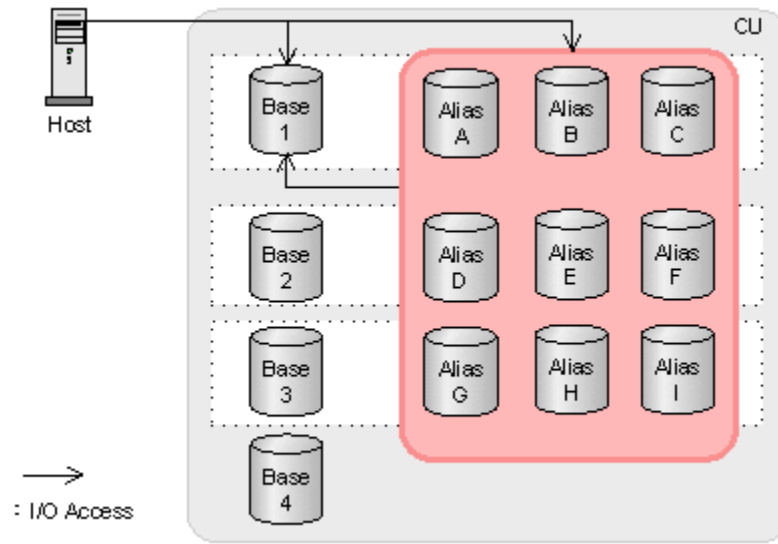 CU
Host
Base
1
Alias
A
Alias
B
Alias
C
Base
2
Alias
D
Alias
E
Alias
F
Base
3
Alias
G
Alias
H
Alias
I
Base
4
: I/O Access